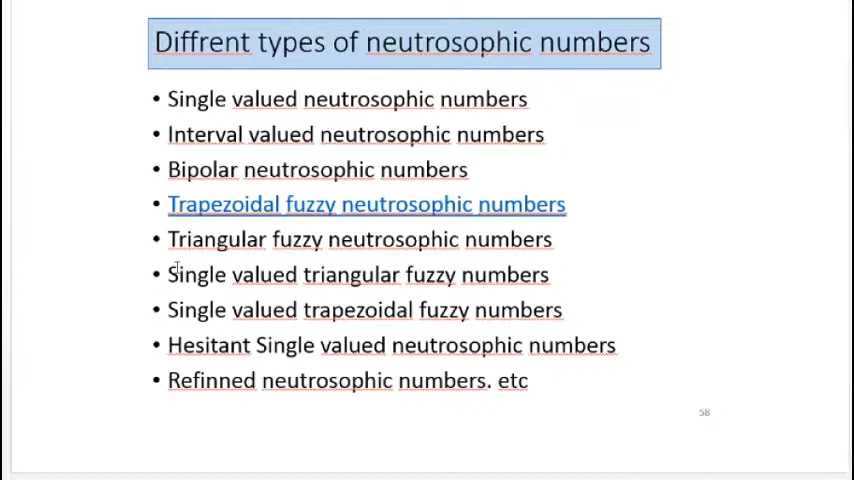 Diffrent types of neutrosophic numbers
• Single valued neutrosophic numbers
• Interval valued neutrosophic numbers
• Bipolar neutrosophic numbers
• Trapezoidal fuzzy neutrosophic numbers
• Triangular fuzzy neutrosophic numbers
• Single valued triangular fuzzy numbers
• Single valued trapezoidal fuzzy numbers
• Hesitant Single valued neutrosophic numbers
• Refinned neutrosophic numbers. etc
58